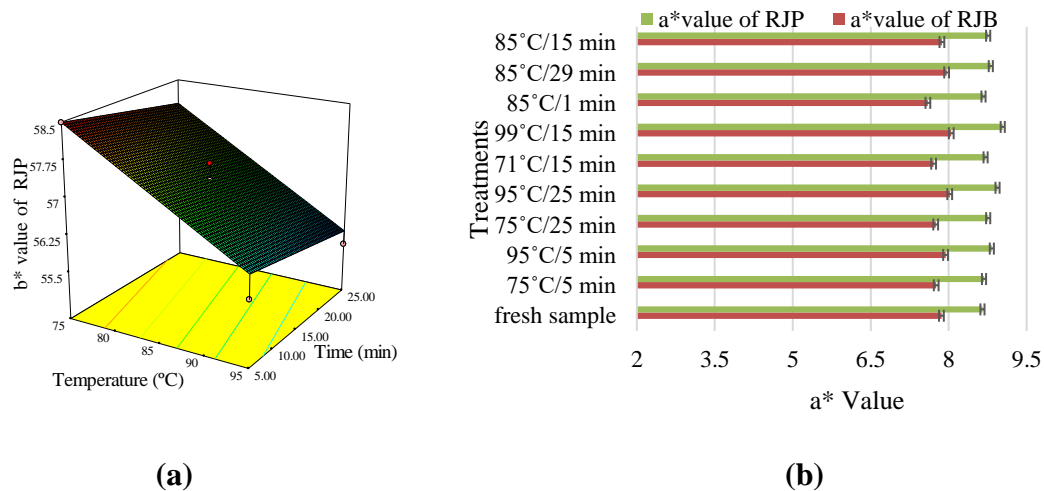 58.5
57.75
57
56.25
55.5
b* value of RJP
75
80
85
90
95
Temperature (ºC)
5.00
10.00
15.00
20.00
25.00
Time (min)
(a)
a*value of RJP a*value of RJB
Treatments
85˚C/15 min
85˚C/29 min
85˚C/1 min
99˚C/15 min
71˚C/15 min
95˚C/25 min
75˚C/25 min
95˚C/5 min
75˚C/5 min
fresh sample
2 3.5 5 6.5 8 9.5
a* Value
(b)